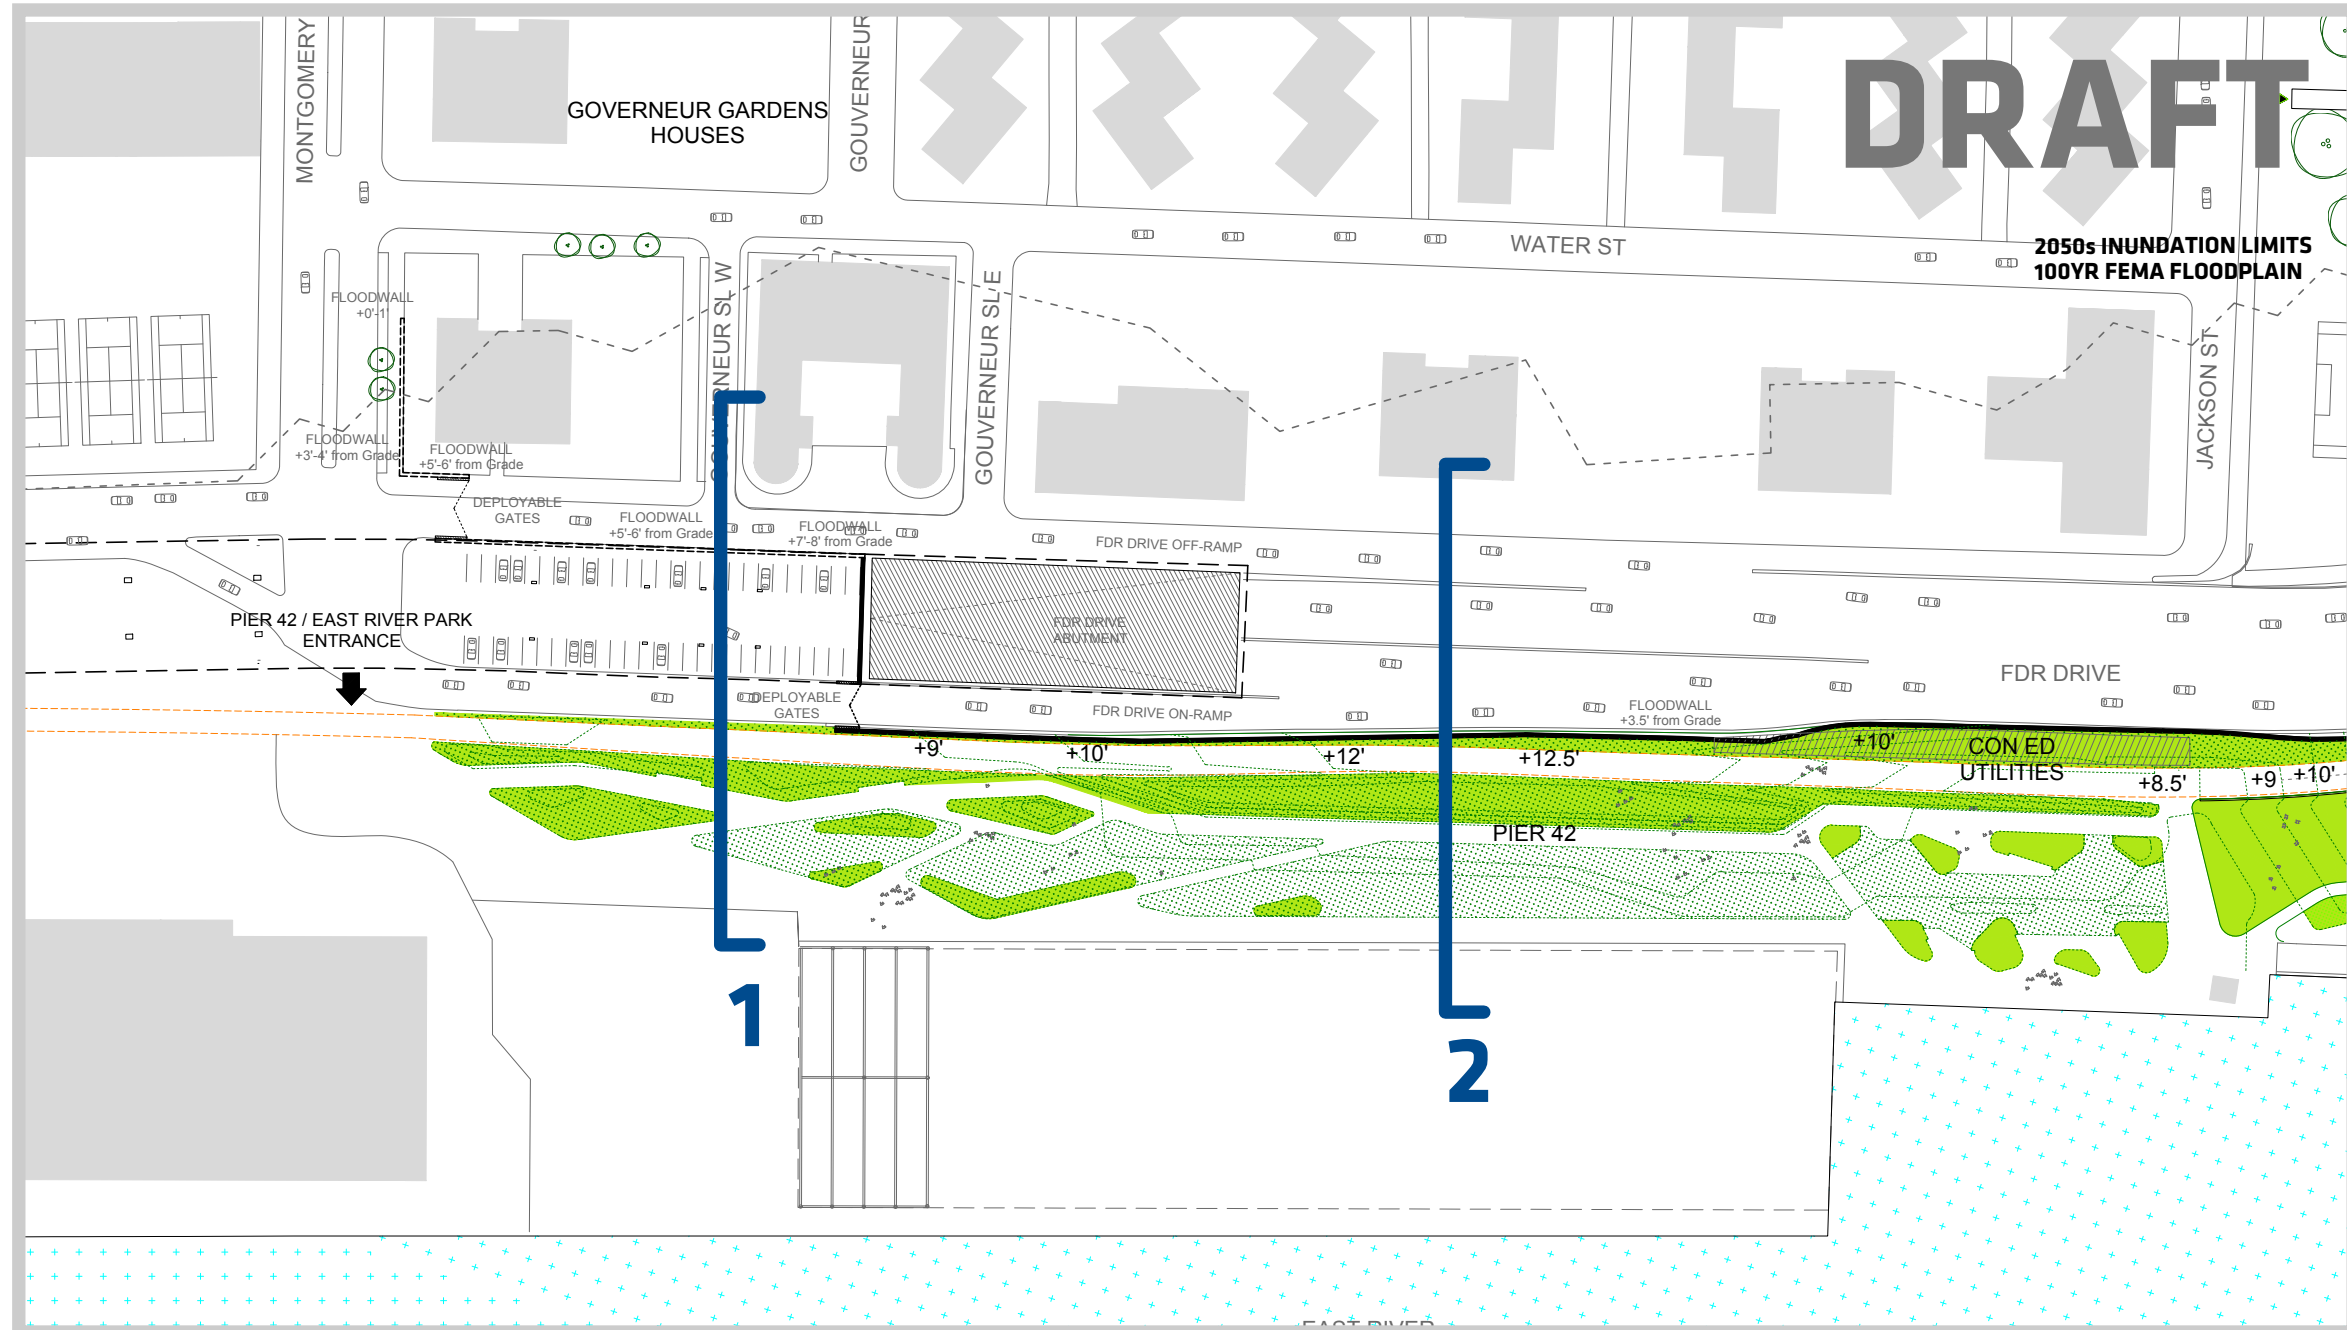 MONTGOMERY
GOUVERNEUR
GOVERNEUR GARDENS
HOUSES
DRAFT
WATER ST
2050s INUNDATION LIMITS
100YR FEMA FLOODPLAIN
FLOODWALL
+0'-1'
GOUVERNEUR SL W
GOUVERNEUR SL E
JACKSON ST
FLOODWALL
+3'-4' from Grade
FLOODWALL
+5'-6' from Grade
DEPLOYABLE
GATES
FLOODWALL
+5'-6' from Grade
FLOODWALL
+7'-8' from Grade
FDR DRIVE OFF-RAMP
PIER 42 / EAST RIVER PARK
ENTRANCE
FDR DRIVE
ABUTMENT
FDR DRIVE
DEPLOYABLE
GATES
FDR DRIVE ON-RAMP
FLOODWALL
+3.5' from Grade
+9'
+10'
+12'
+12.5'
+10'
CON ED
UTILITIES
+8.5'
+9
+10'
PIER 42
1
2
EAST RIVER